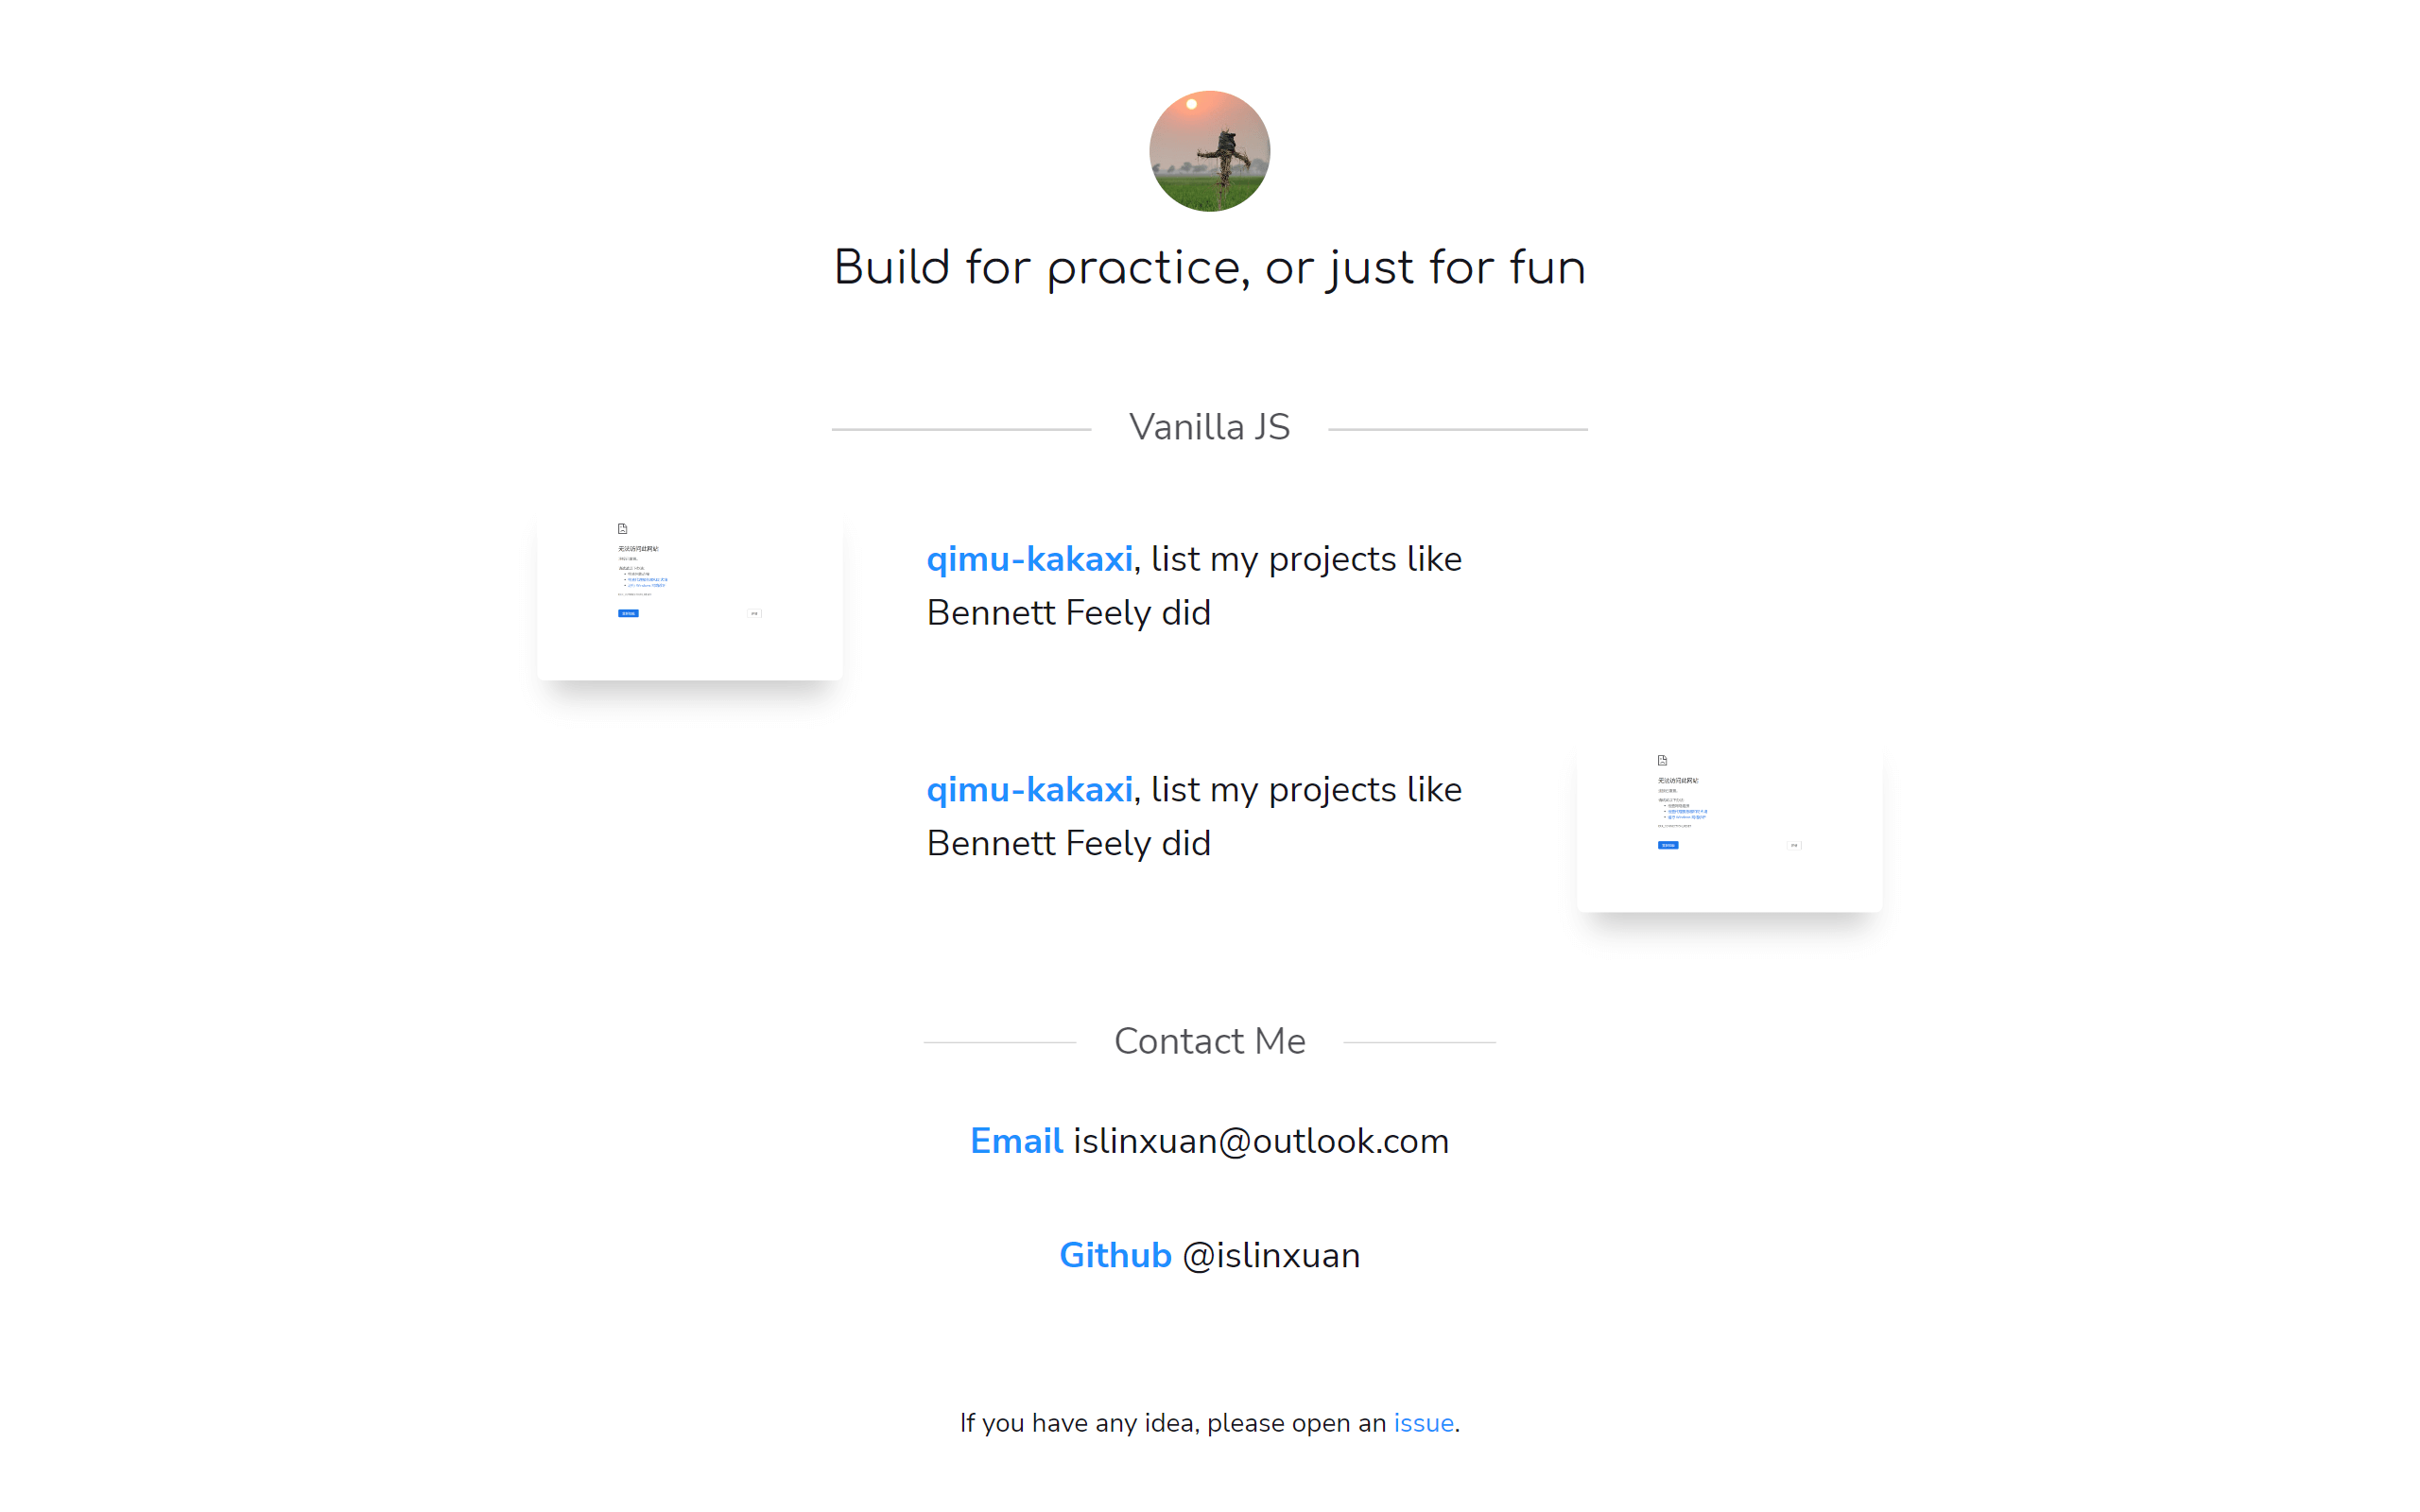 Build for practice, or just for fun
Vanilla JS
无法访问此网站
qimu-kakaxi, list my projects like
Bennett Feely did
qimu-kakaxi, list my projects like
Bennett Feely did
无法访问此网站
Contact Me
Email islinxuan@outlook.com
Github @islinxuan
If you have any idea, please open an issue.